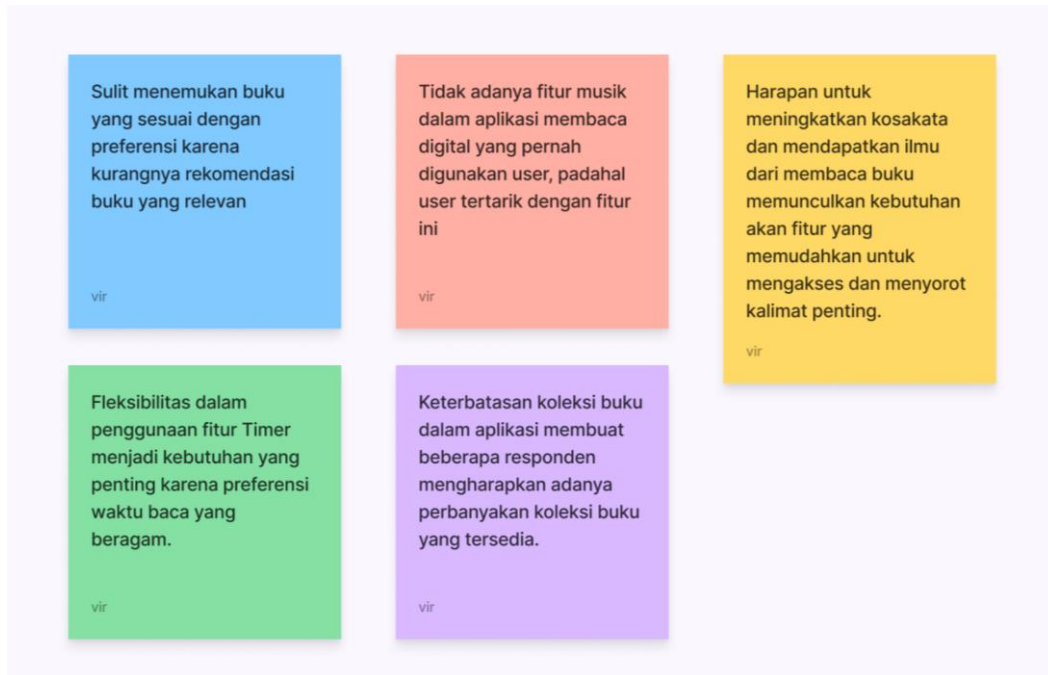 Sulit menemukan buku
yang sesuai dengan
preferensi karena
kurangnya rekomendasi
buku yang relevan
vir
Tidak adanya fitur musik
dalam aplikasi membaca
digital yang pernah
digunakan user, padahal
user tertarik dengan fitur
ini
vir
Harapan untuk
meningkatkan kosakata
dan mendapatkan ilmu
dari membaca buku
memunculkan kebutuhan
akan fitur yang
memudahkan untuk
mengakses dan menyorot
kalimat penting.
vir
Fleksibilitas dalam
penggunaan fitur Timer
menjadi kebutuhan yang
penting karena preferensi
waktu baca yang
beragam.
vir
Keterbatasan koleksi buku
dalam aplikasi membuat
beberapa responden
mengharapkan adanya
perbanyakan koleksi buku
yang tersedia.
vir